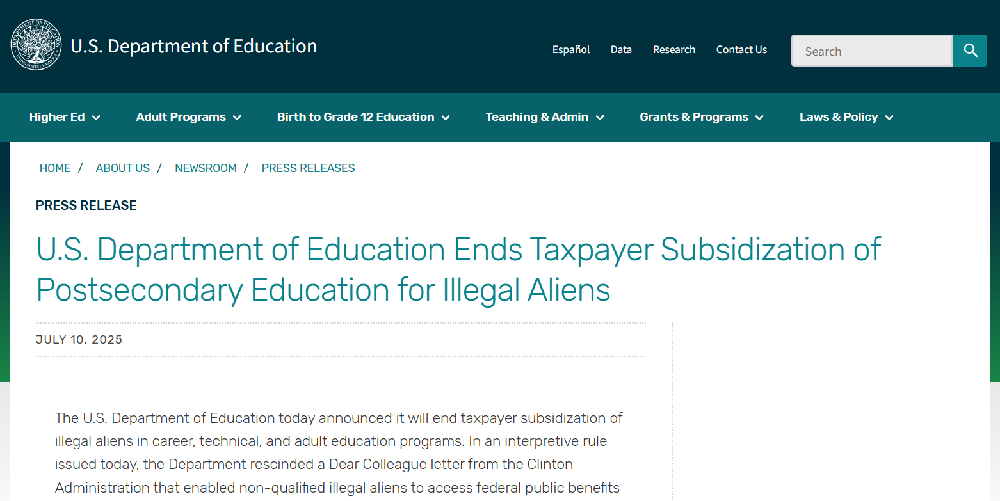 U.S. Department of Education
Español
Data
Research
Contact Us
Search
Higher Ed
Adult Programs
Birth to Grade 12 Education
Teaching & Admin
Grants & Programs
Laws & Policy
HOME / ABOUT US / NEWSROOM / PRESS RELEASES
PRESS RELEASE
U.S. Department of Education Ends Taxpayer Subsidization of
Postsecondary Education for Illegal Aliens
JULY 10, 2025
The U.S. Department of Education today announced it will end taxpayer subsidization of
illegal aliens in career, technical, and adult education programs. In an interpretive rule
issued today, the Department rescinded a Dear Colleague letter from the Clinton
Administration that enabled non-qualified illegal aliens to access federal public benefits